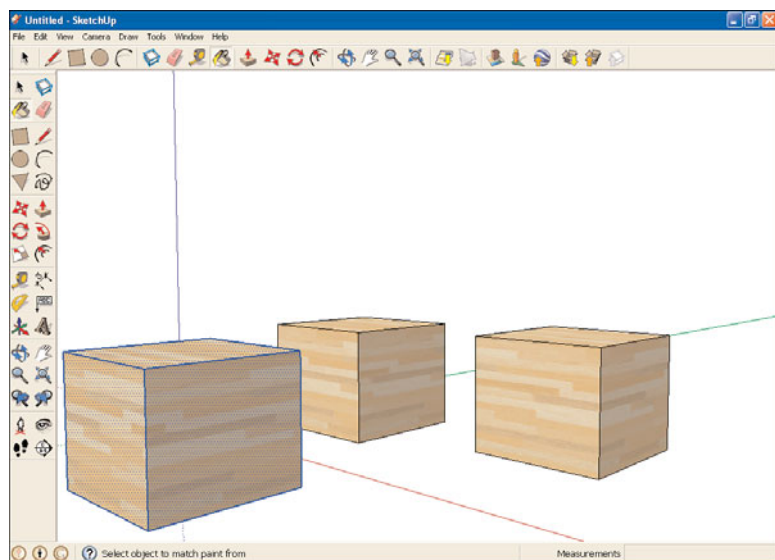 Untitled - SketchUp
File Edit View Camera Draw Tools Window Help
Select object to match paint from Measurements